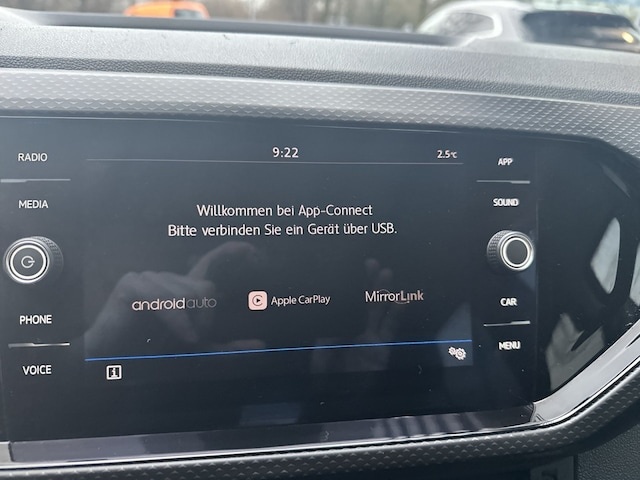 RADIO
9:22
2.5°C
APP
MEDIA
SOUND
Willkommen bei App-Connect
Bitte verbinden Sie ein Gerät über USB.
androidauto
Apple CarPlay
MirrorLink
PHONE
CAR
VOICE
MENU